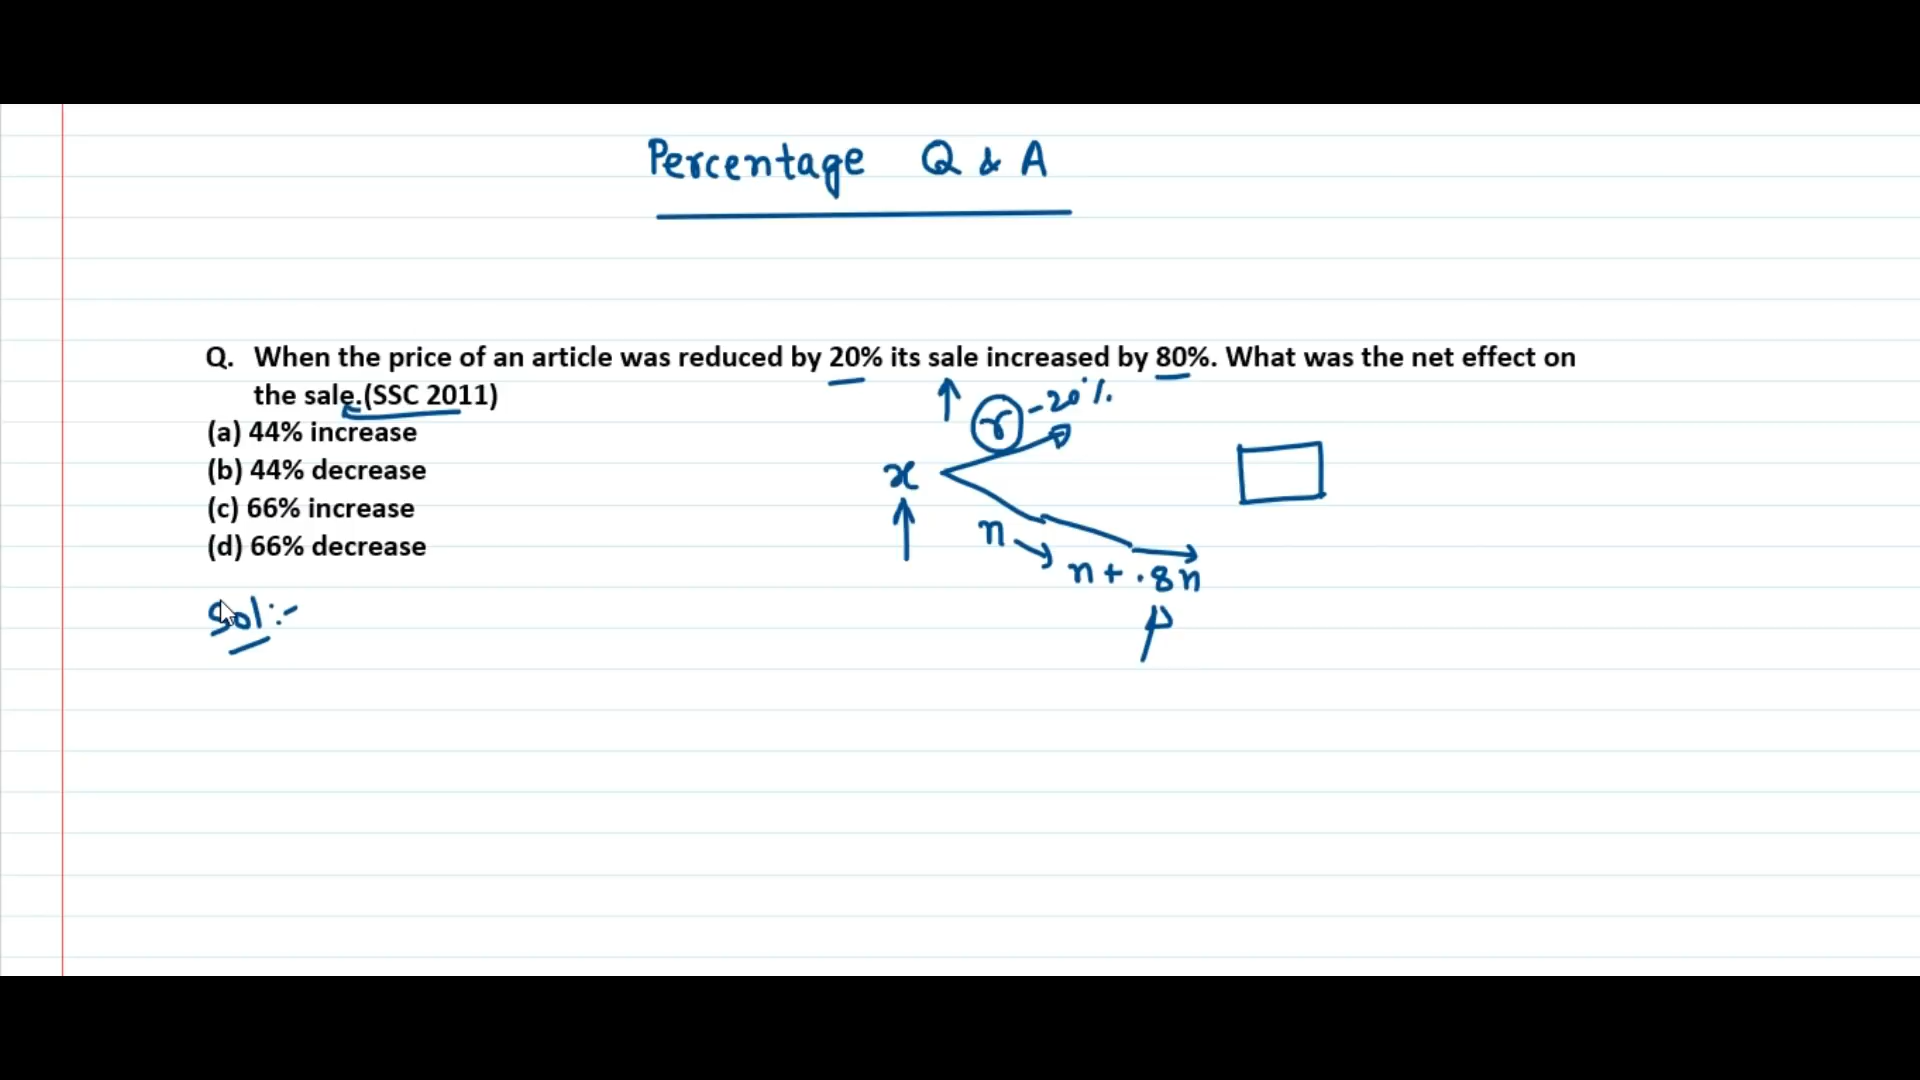 Percentage Q & A
Q. When the price of an article was reduced by 20% its sale increased by 80%. What was the net effect on
the sale.(SSC 2011)
(a) 44% increase
(b) 44% decrease
(c) 66% increase
(d) 66% decrease
r -20%
x
n
n + .8n
Sol:-